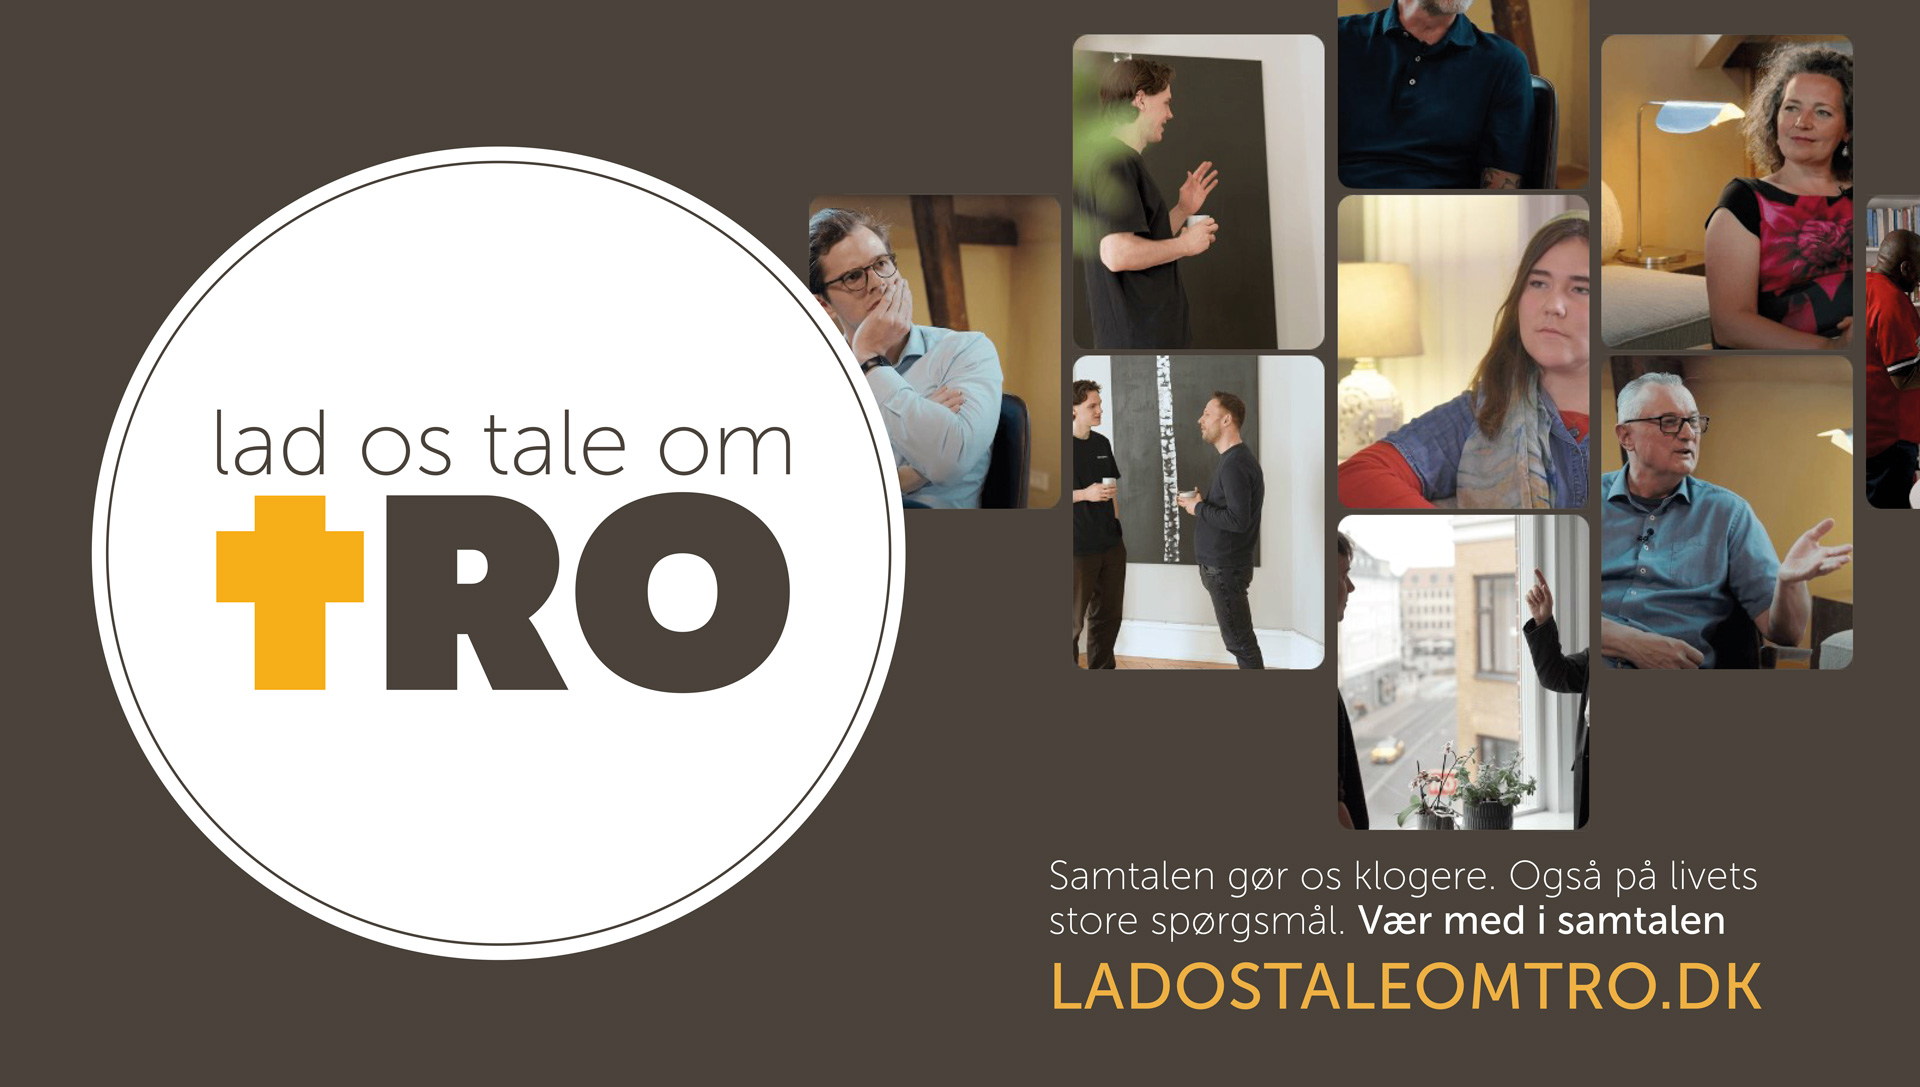 lad os tale om
tRO
Samtalen gør os klogere. Også på livets
store spørgsmål. Vær med i samtalen
LADOSTALEOMTRO.DK